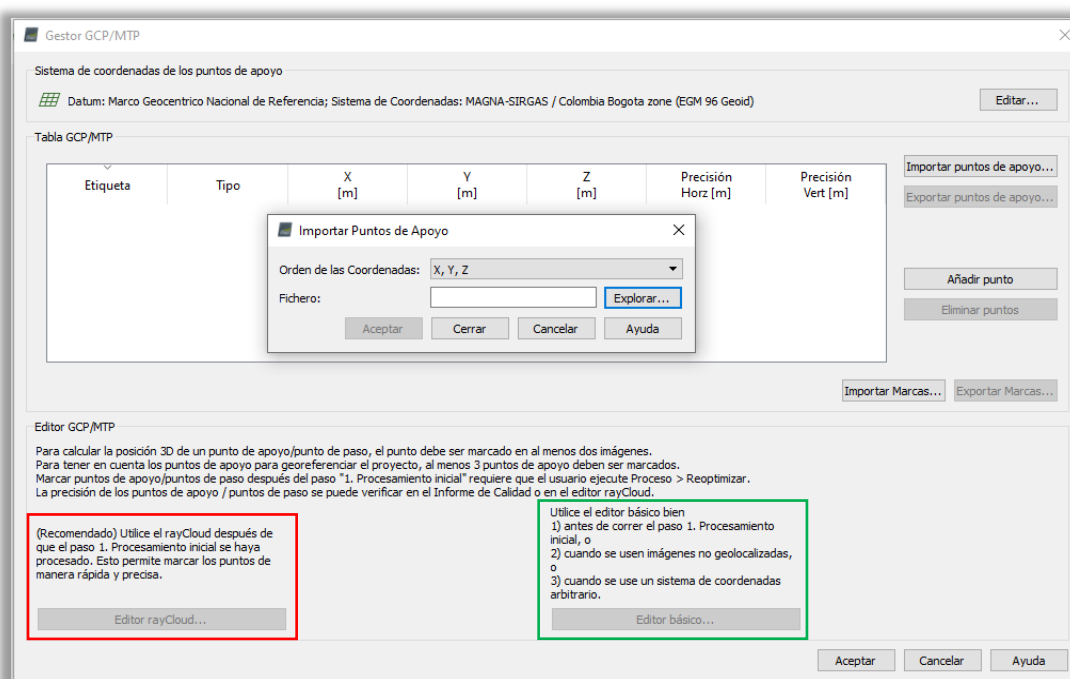 Gestor GCP/MTP
Sistema de coordenadas de los puntos de apoyo
Datum: Marco Geocentrico Nacional de Referencia; Sistema de Coordenadas: MAGNA-SIRGAS / Colombia Bogota zone (EGM 96 Geoid)
Editar...
Tabla GCP/MTP
Etiqueta
Tipo
X
[m]
Y
[m]
Z
[m]
Precisión
Horz [m]
Precisión
Vert [m]
Importar puntos de apoyo...
Exportar puntos de apoyo...
Importar Puntos de Apoyo
Orden de las Coordenadas:
X, Y, Z
Fichero:
Explorar...
Aceptar
Cerrar
Cancelar
Ayuda
Añadir punto
Eliminar puntos
Importar Marcas...
Exportar Marcas...
Editor GCP/MTP
Para calcular la posición 3D de un punto de apoyo/punto de paso, el punto debe ser marcado en al menos dos imágenes.
Para tener en cuenta los puntos de apoyo para georeferenciar el proyecto, al menos 3 puntos de apoyo deben ser marcados.
Marcar puntos de apoyo/puntos de paso después del paso "1. Procesamiento inicial" requiere que el usuario ejecute Proceso > Reoptimizar.
La precisión de los puntos de apoyo / puntos de paso se puede verificar en el Informe de Calidad o en el editor rayCloud.
(Recomendado) Utilice el rayCloud después de
que el paso 1. Procesamiento inicial se haya
procesado. Esto permite marcar los puntos de
manera rápida y precisa.
Editor rayCloud...
Utilice el editor básico bien
1) antes de correr el paso 1. Procesamiento
inicial, o
2) cuando se usen imágenes no geolocalizadas,
o
3) cuando se use un sistema de coordenadas
arbitrario.
Editor básico...
Aceptar
Cancelar
Ayuda